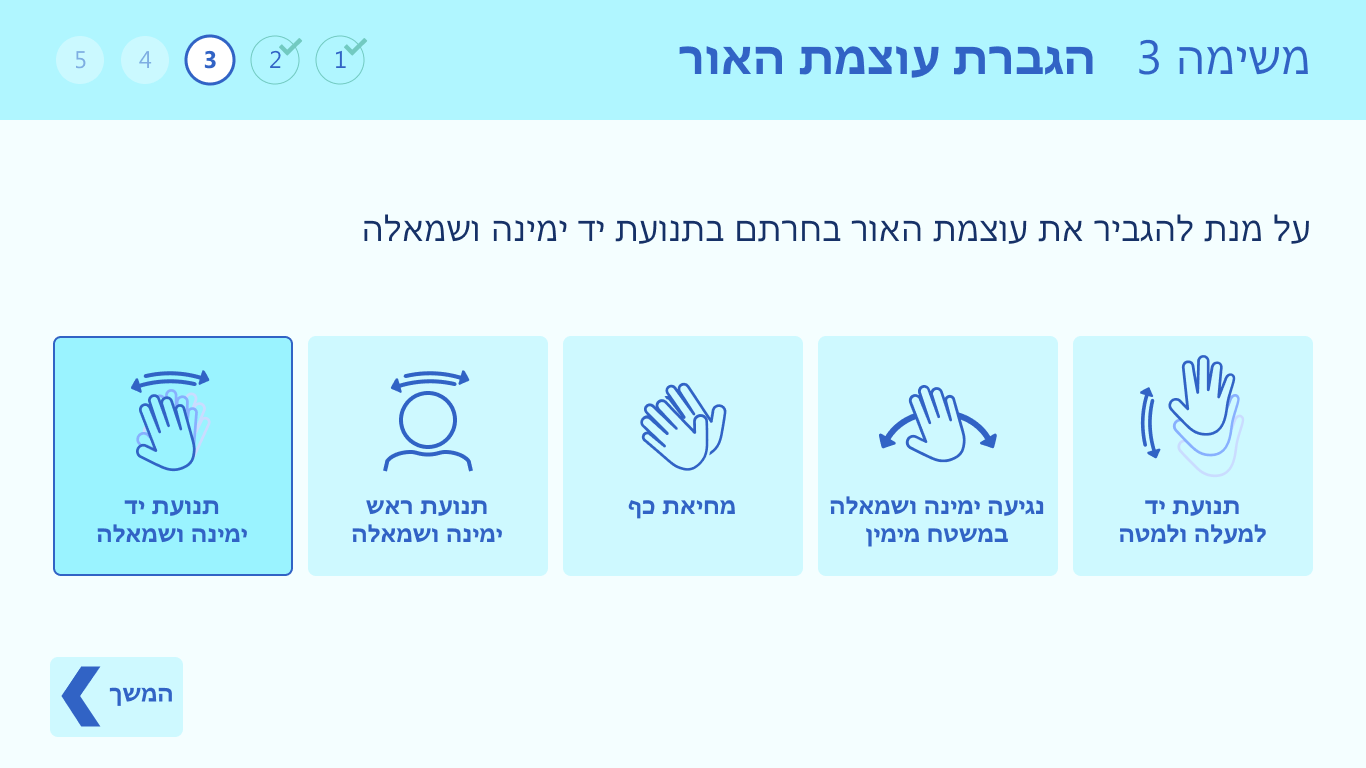 משימה 3 הגברת עוצמת האור
1 2 3 4 5
על מנת להגביר את עוצמת האור בחרתם בתנועת יד ימינה ושמאלה
תנועת יד
למעלה ולמטה
נגיעה ימינה ושמאלה
במשטח מימין
מחיאת כף
תנועת ראש
ימינה ושמאלה
תנועת יד
ימינה ושמאלה
המשך